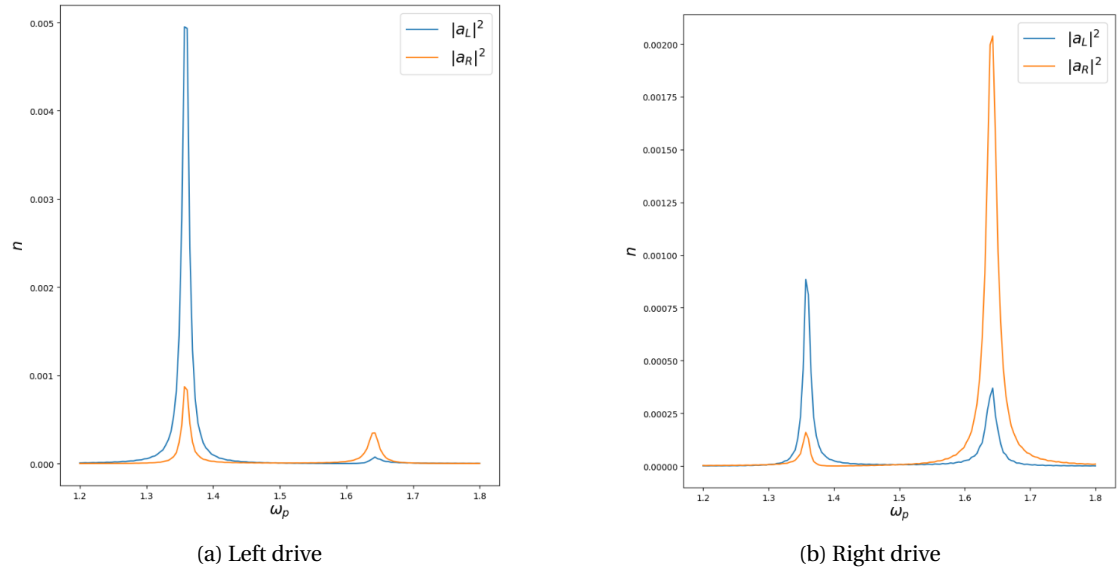 |a_L|^2
|a_R|^2
0.005
0.004
0.003
0.002
0.001
0.000
n
1.2 1.3 1.4 1.5 1.6 1.7 1.8
ω_p
(a) Left drive
|a_L|^2
|a_R|^2
0.00200
0.00175
0.00150
0.00125
0.00100
0.00075
0.00050
0.00025
0.00000
n
1.2 1.3 1.4 1.5 1.6 1.7 1.8
ω_p
(b) Right drive